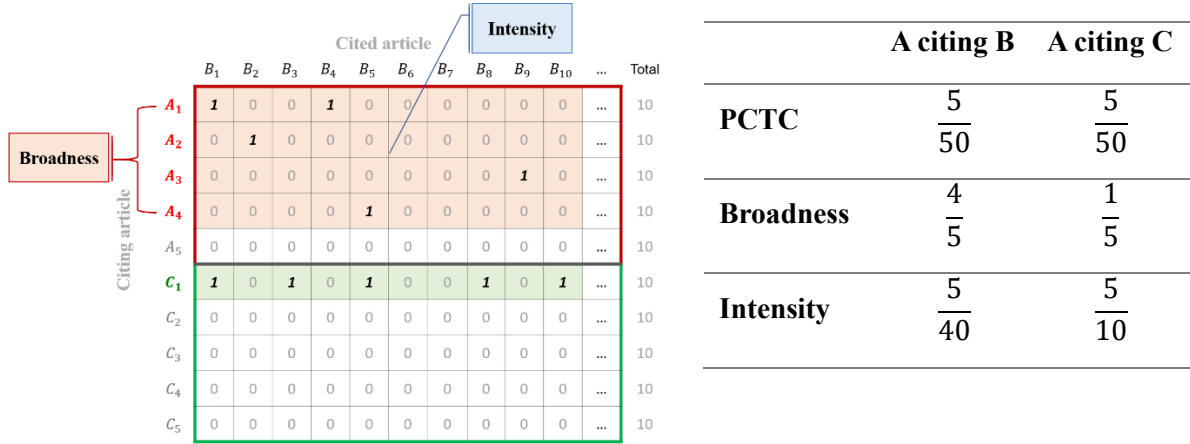 Intensity
Cited article
B₁ B₂ B₃ B₄ B₅ B₆ B₇ B₈ B₉ B₁₀ ... Total
Broadness
Citing article
A₁ 1 0 0 1 0 0 0 0 0 0 ... 10
A₂ 0 1 0 0 0 0 0 0 0 0 ... 10
A₃ 0 0 0 0 0 0 0 0 1 0 ... 10
A₄ 0 0 0 0 1 0 0 0 0 0 ... 10
A₅ 0 0 0 0 0 0 0 0 0 0 ... 10
C₁ 1 0 1 0 1 0 0 1 0 1 ... 10
C₂ 0 0 0 0 0 0 0 0 0 0 ... 10
C₃ 0 0 0 0 0 0 0 0 0 0 ... 10
C₄ 0 0 0 0 0 0 0 0 0 0 ... 10
C₅ 0 0 0 0 0 0 0 0 0 0 ... 10
A citing B A citing C
PCTC 5/50 5/50
Broadness 4/5 1/5
Intensity 5/40 5/10